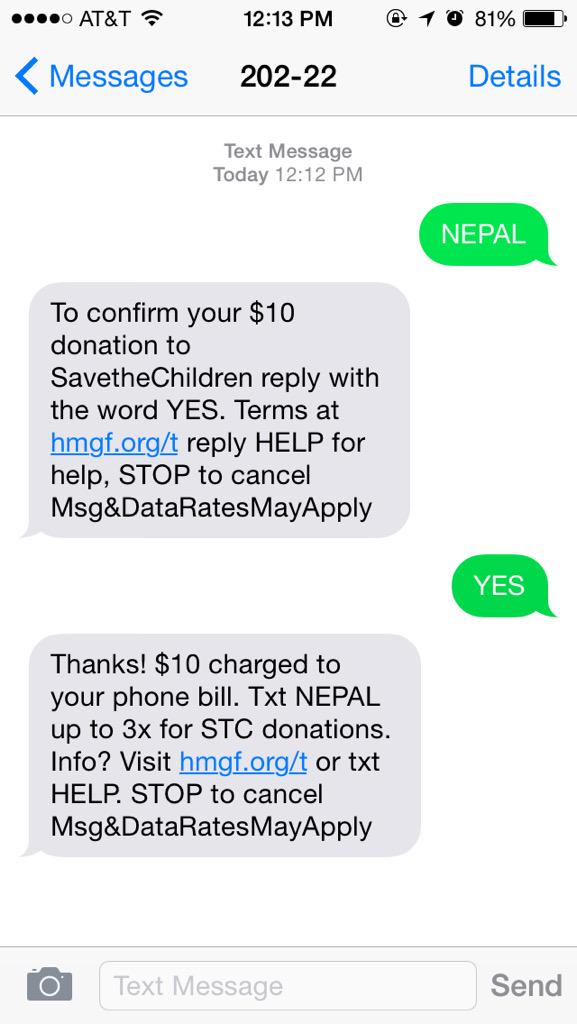 AT&T 12:13 PM 81%
Messages 202-22 Details
Text Message
Today 12:12 PM
NEPAL
To confirm your $10
donation to
SavetheChildren reply with
the word YES. Terms at
hmgf.org/t reply HELP for
help, STOP to cancel
Msg&DataRatesMayApply
YES
Thanks! $10 charged to
your phone bill. Txt NEPAL
up to 3x for STC donations.
Info? Visit hmgf.org/t or txt
HELP. STOP to cancel
Msg&DataRatesMayApply
Text Message Send